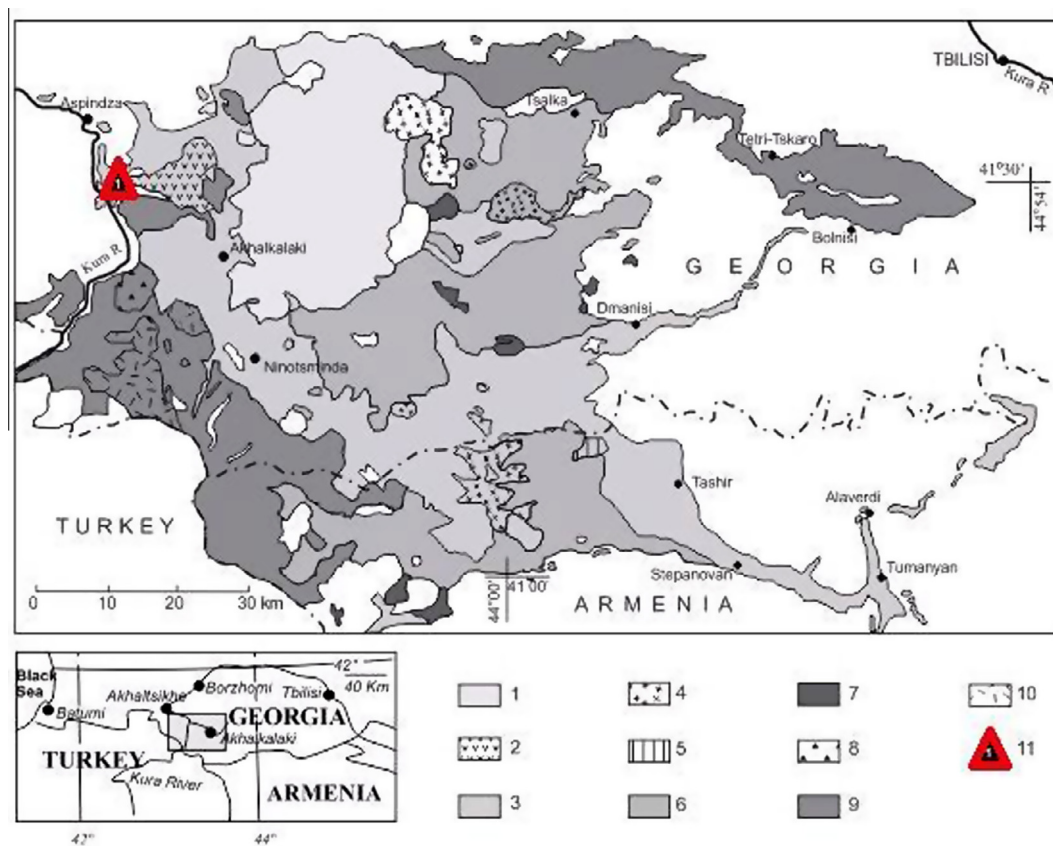 TBILISI
Kura R
Aspindza
Tsalka
Tetri-Tskaro
41°30'
44°54'
1
Akhalkalaki
Bolnisi
Kura R
GEORGIA
Dmanisi
Ninotsminda
Tashir
Alaverdi
TURKEY
Stepanovan
Tumanyan
44°00'
41°00'
ARMENIA
0 10 20 30 km
Black Sea
42°
40 Km
Akhaltsikhe
Borzhomi
Tbilisi
Batumi
GEORGIA
Akhalkalaki
TURKEY
Kura River
ARMENIA
42°
44°
1 4 7 10
2 5 8 1 11
3 6 9